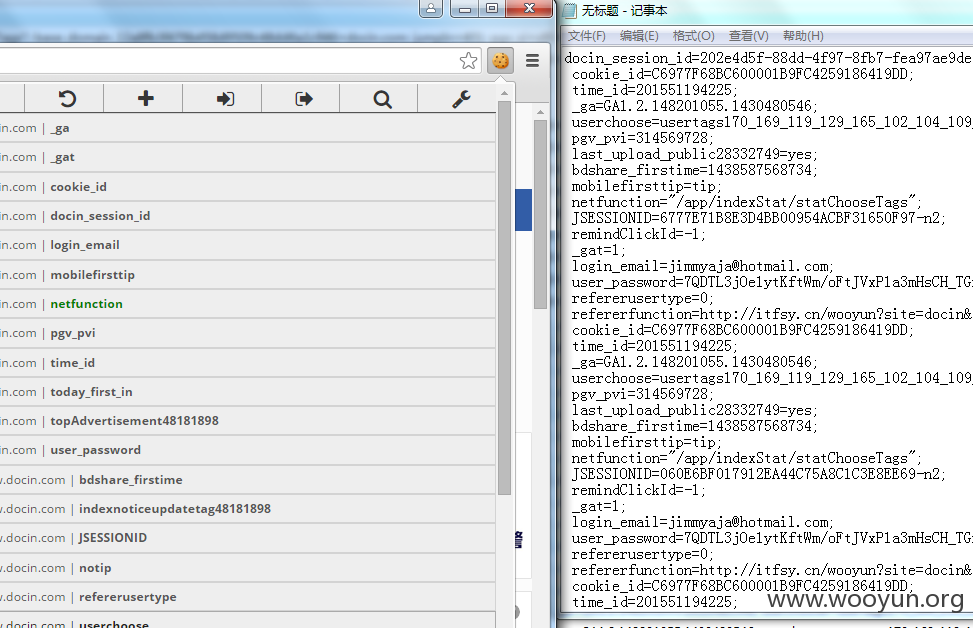 无标题 - 记事本
文件(F) 编辑(E) 格式(O) 查看(V) 帮助(H)
in.com | _ga
in.com | _gat
in.com | cookie_id
in.com | docin_session_id
in.com | login_email
in.com | mobilefirsttip
in.com | netfunction
in.com | pgv_pvi
in.com | time_id
in.com | today_first_in
in.com | topAdvertisement48181898
in.com | user_password
.docin.com | bdshare_firstime
.docin.com | indexnoticeupdatetag48181898
.docin.com | JSESSIONID
.docin.com | notip
.docin.com | refererusertype
.docin.com | userchoose
docin_session_id=202e4d5f-88dd-4f97-8fb7-fea97ae9de
cookie_id=C6977F68BC600001B9FC4259186419DD;
time_id=201551194225;
_ga=GA1.2.148201055.1430480546;
userchoose=usertags170_169_119_129_165_102_104_109_
pgv_pvi=314569728;
last_upload_public28332749=yes;
bdshare_firstime=1438587568734;
mobilefirsttip=tip;
netfunction="/app/indexStat/statChooseTags";
JSESSIONID=6777E71B8E3D4BB00954ACBF31650F97-n2;
remindClickId=-1;
_gat=1;
login_email=jimmyaja@hotmail.com;
user_password=7QDTL3jOe1ytKftWm/oFtJVxP1a3mHsCH_TG
refererusertype=0;
refererfunction=http://itfsy.cn/wooyun?site=docin&
cookie_id=C6977F68BC600001B9FC4259186419DD;
time_id=201551194225;
_ga=GA1.2.148201055.1430480546;
userchoose=usertags170_169_119_129_165_102_104_109_
pgv_pvi=314569728;
last_upload_public28332749=yes;
bdshare_firstime=1438587568734;
mobilefirsttip=tip;
netfunction="/app/indexStat/statChooseTags";
JSESSIONID=060E6BF017912EA44C75A8C1C3E8EE69-n2;
remindClickId=-1;
_gat=1;
login_email=jimmyaja@hotmail.com;
user_password=7QDTL3jOe1ytKftWm/oFtJVxP1a3mHsCH_TG
refererusertype=0;
refererfunction=http://itfsy.cn/wooyun?site=docin&
cookie_id=C6977F68BC600001B9FC4259186419DD;
time_id=201551194225;
www.wooyun.org